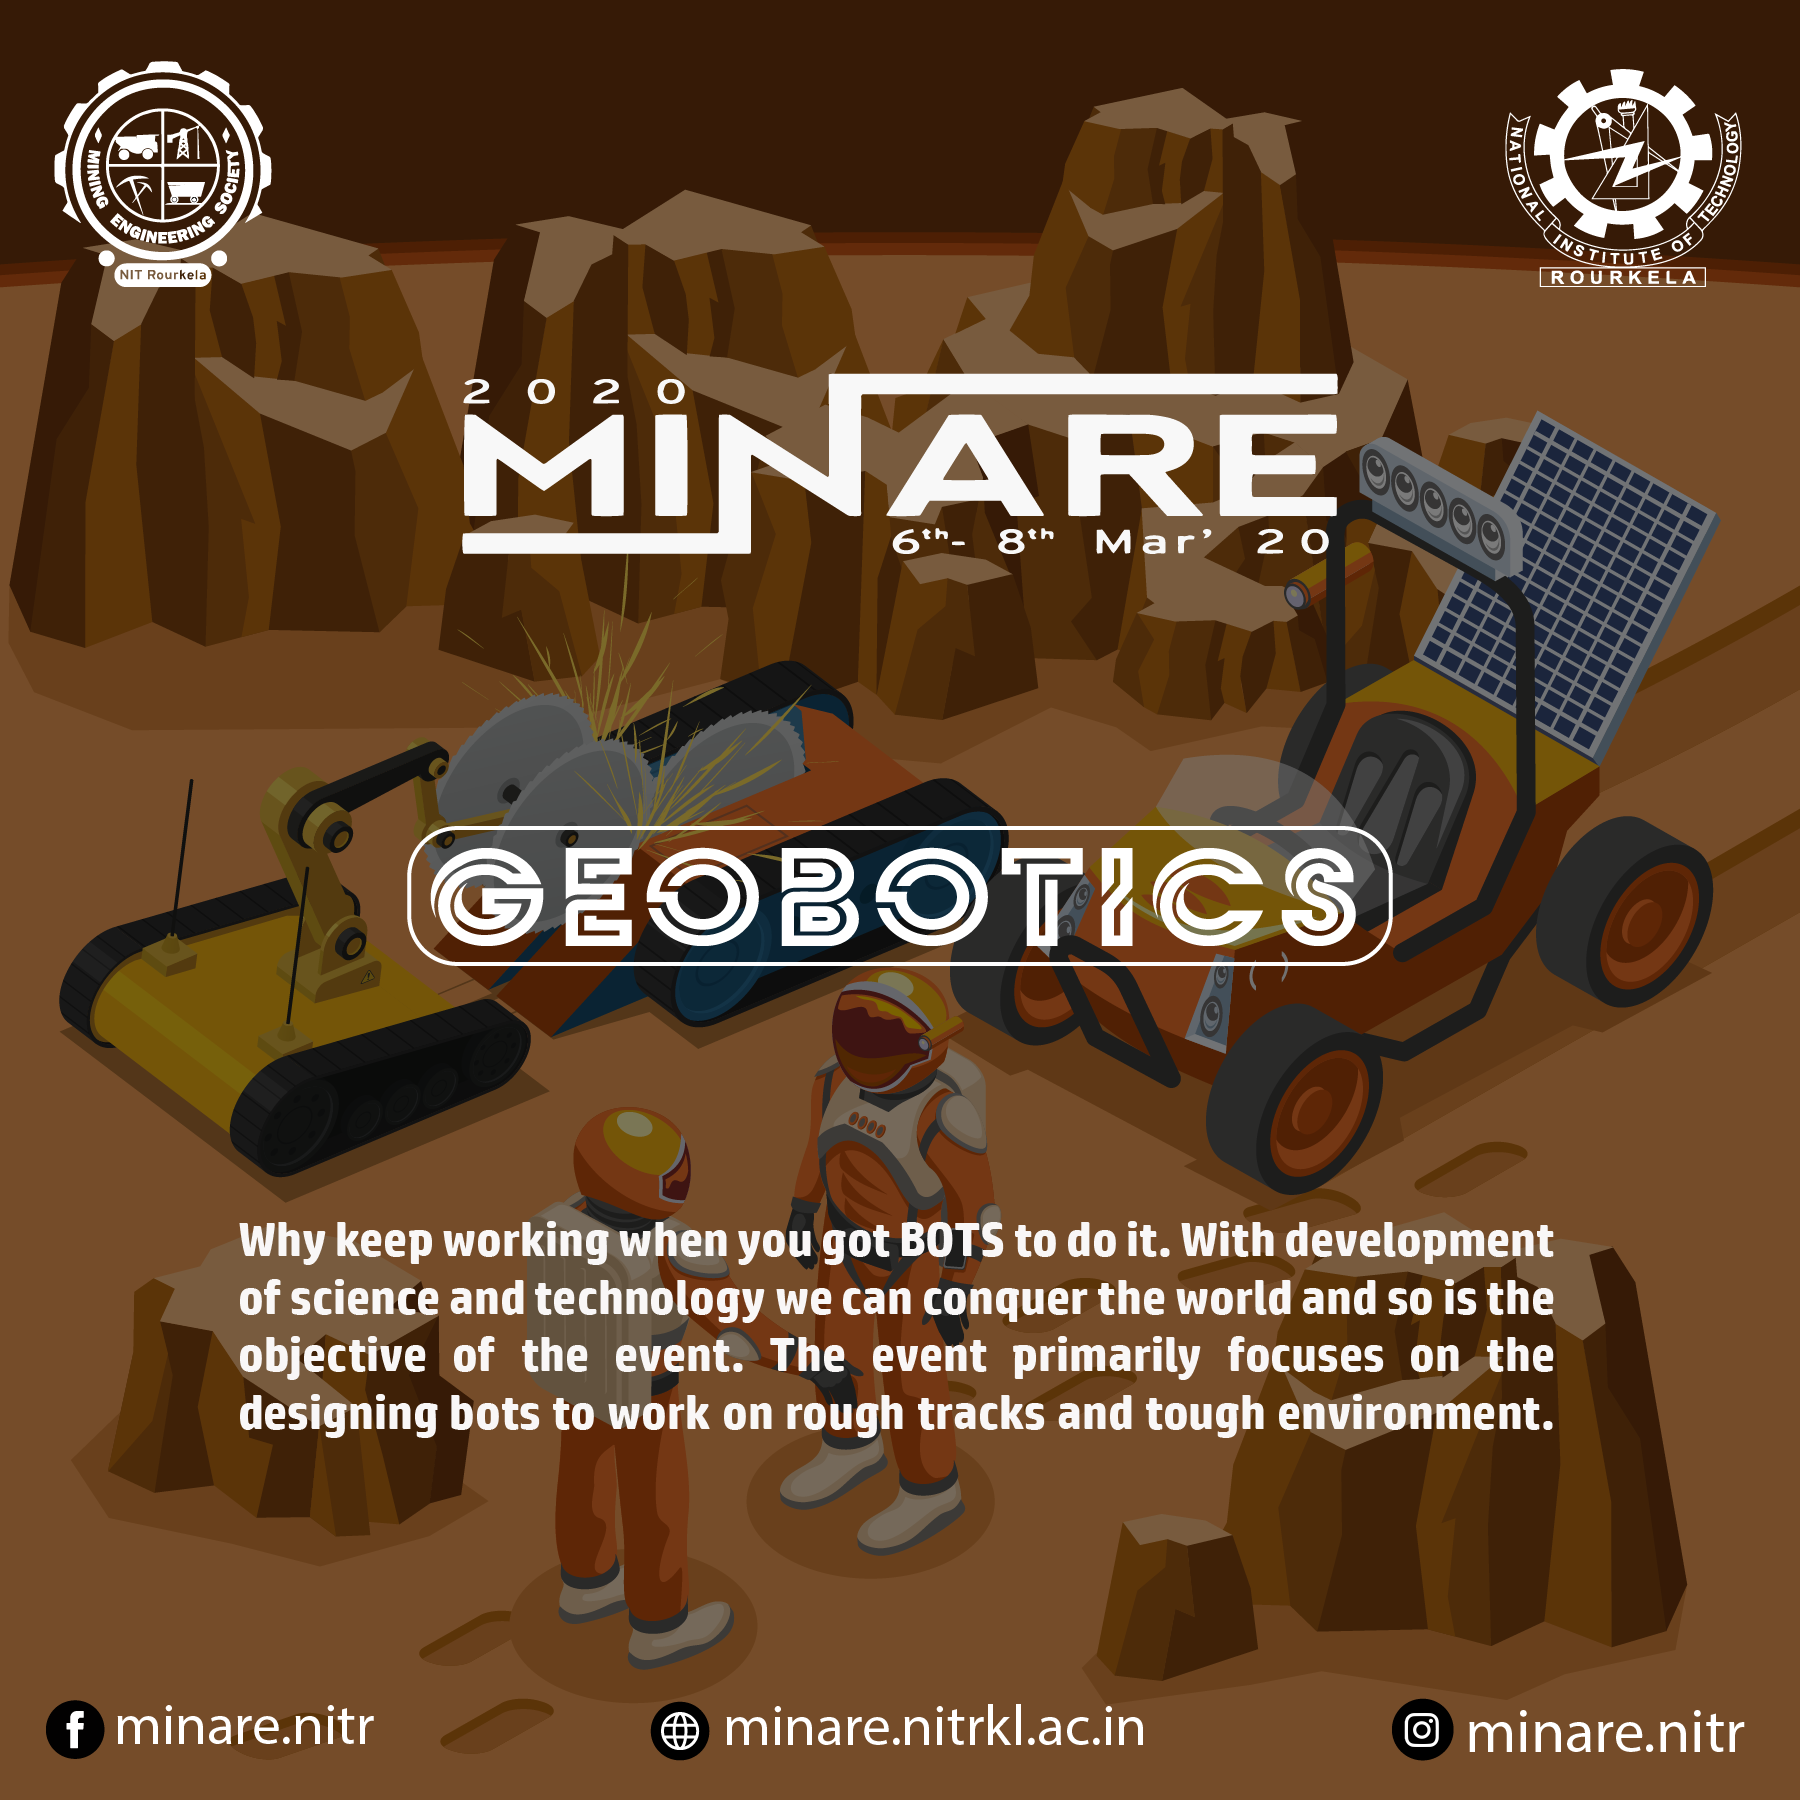 MINING ENGINEERING SOCIETY
NIT Rourkela
NATIONAL INSTITUTE OF TECHNOLOGY
ROURKELA
2020
MINARE
6th- 8th Mar' 20
GEOBOTICS
Why keep working when you got BOTS to do it. With development
of science and technology we can conquer the world and so is the
objective of the event. The event primarily focuses on the
designing bots to work on rough tracks and tough environment.
minare.nitr
minare.nitrkl.ac.in
minare.nitr